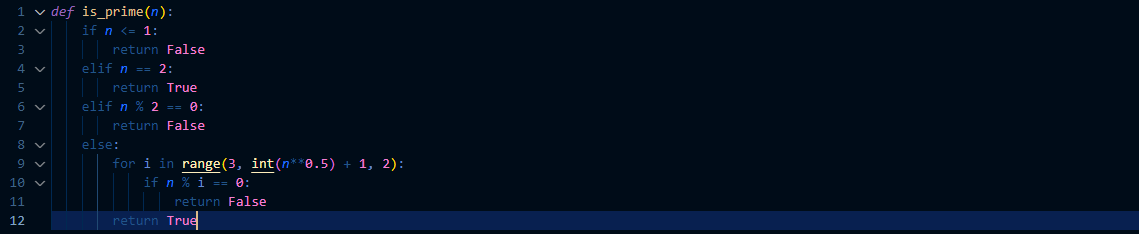 1 def is_prime(n):
2     if n <= 1:
3         return False
4     elif n == 2:
5         return True
6     elif n % 2 == 0:
7         return False
8     else:
9         for i in range(3, int(n**0.5) + 1, 2):
10             if n % i == 0:
11                 return False
12         return True